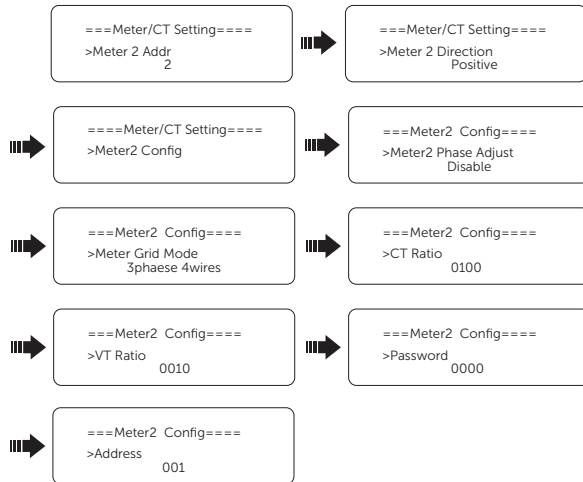 ===Meter/CT Setting====
>Meter 2 Addr
2
===Meter/CT Setting====
>Meter 2 Direction
Positive
====Meter/CT Setting====
>Meter2 Config
===Meter2 Config====
>Meter2 Phase Adjust
Disable
===Meter2 Config====
>Meter Grid Mode
3phaese 4wires
===Meter2 Config====
>CT Ratio
0100
===Meter2 Config====
>VT Ratio
0010
===Meter2 Config====
>Password
0000
===Meter2 Config====
>Address
001